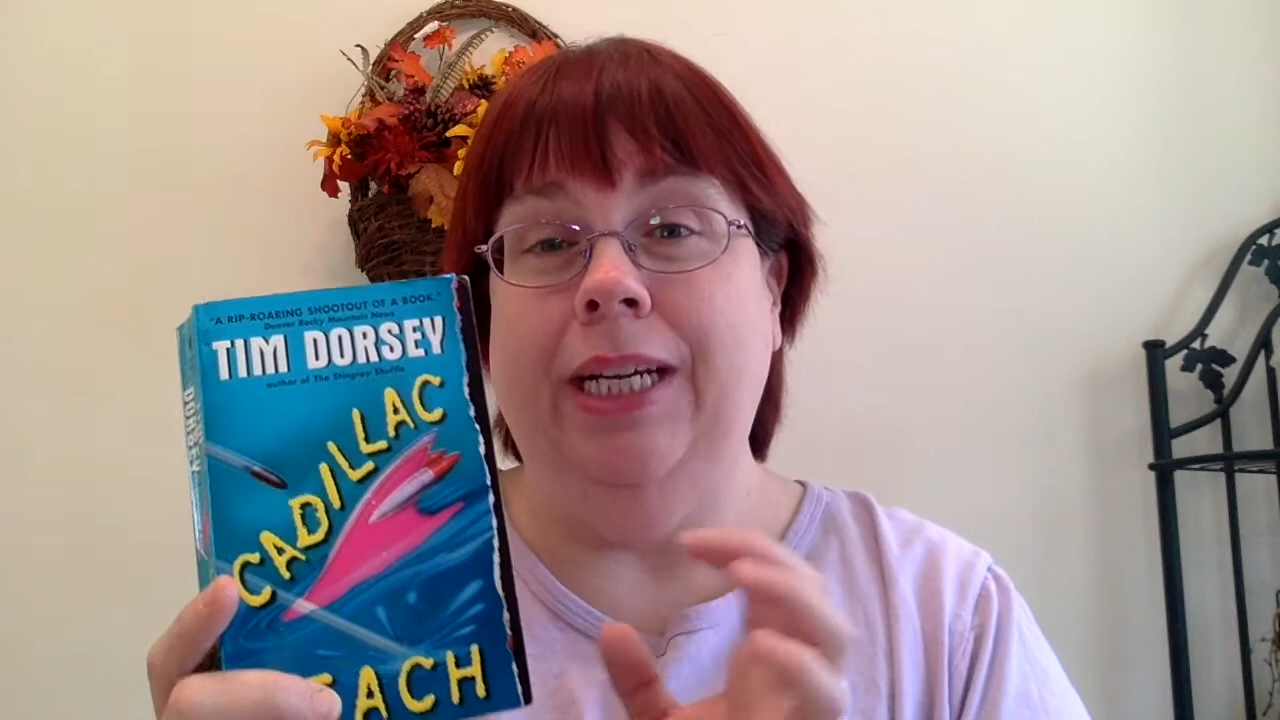 "A RIP-ROARING SHOOTOUT OF A BOOK."
Denver Rocky Mountain News
TIM DORSEY
author of The Stingray Shuffle
CADILLAC
EACH
DORSEY